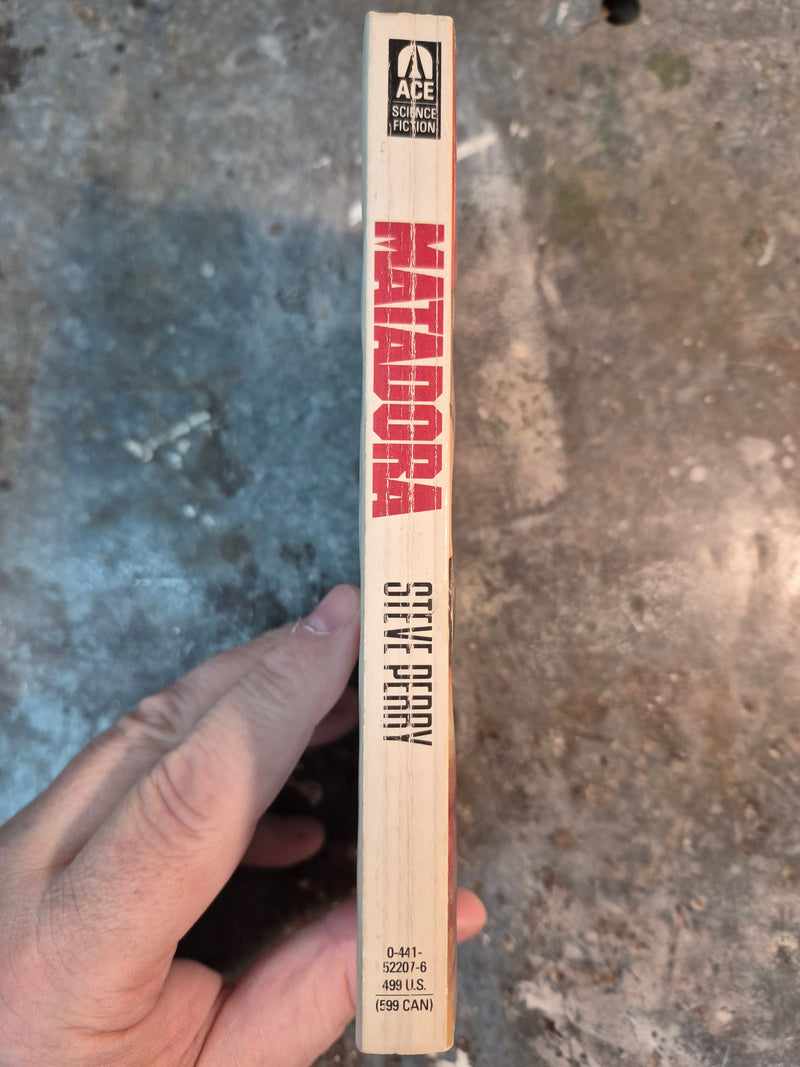 ACE
SCIENCE
FICTION
MATADORA
STEVE PERRY
0-441-
52207-6
499 U.S.
(599 CAN)